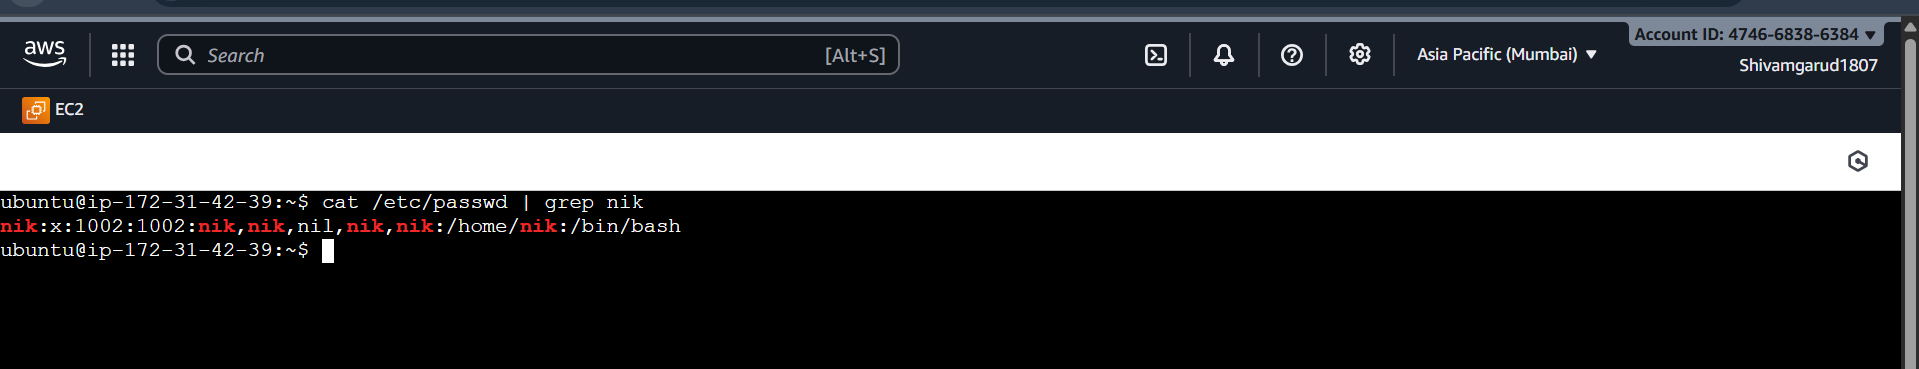 aws
Search [Alt+S]
Asia Pacific (Mumbai) ▼
Account ID: 4746-6838-6384 ▼
Shivamgarud1807
EC2
ubuntu@ip-172-31-42-39:~$ cat /etc/passwd | grep nik
nik:x:1002:1002:nik,nik,nil,nik,nik:/home/nik:/bin/bash
ubuntu@ip-172-31-42-39:~$